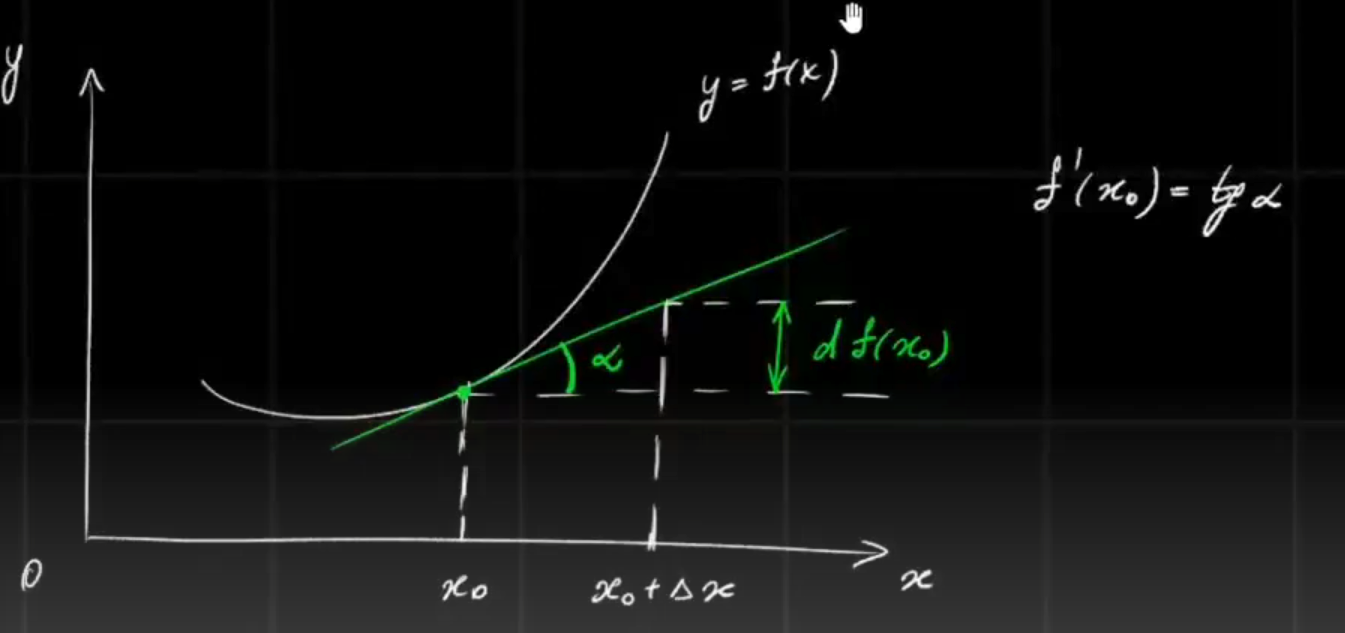 y
y = f(x)
f'(x₀) = tg α
α
d f(x₀)
0
x₀
x₀ + Δx
x